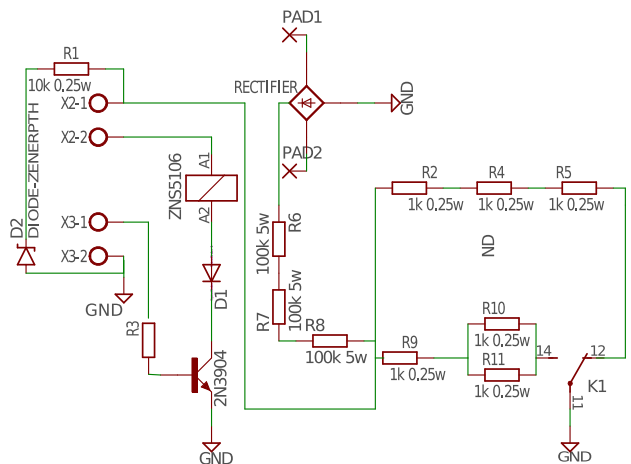 PAD1
R1
10k 0.25w
RECTIFIER
X2-1
GND
X2-2
DIODE-ZENERPTH
D2
A1
ZNS5106
A2
PAD2
R2
1k 0.25w
R4
1k 0.25w
R5
1k 0.25w
X3-1
X3-2
GND
R6
100k 5w
ND
D1
R7
100k 5w
R3
R8
100k 5w
R9
1k 0.25w
R10
1k 0.25w
R11
1k 0.25w
14
12
K1
11
2N3904
GND
GND